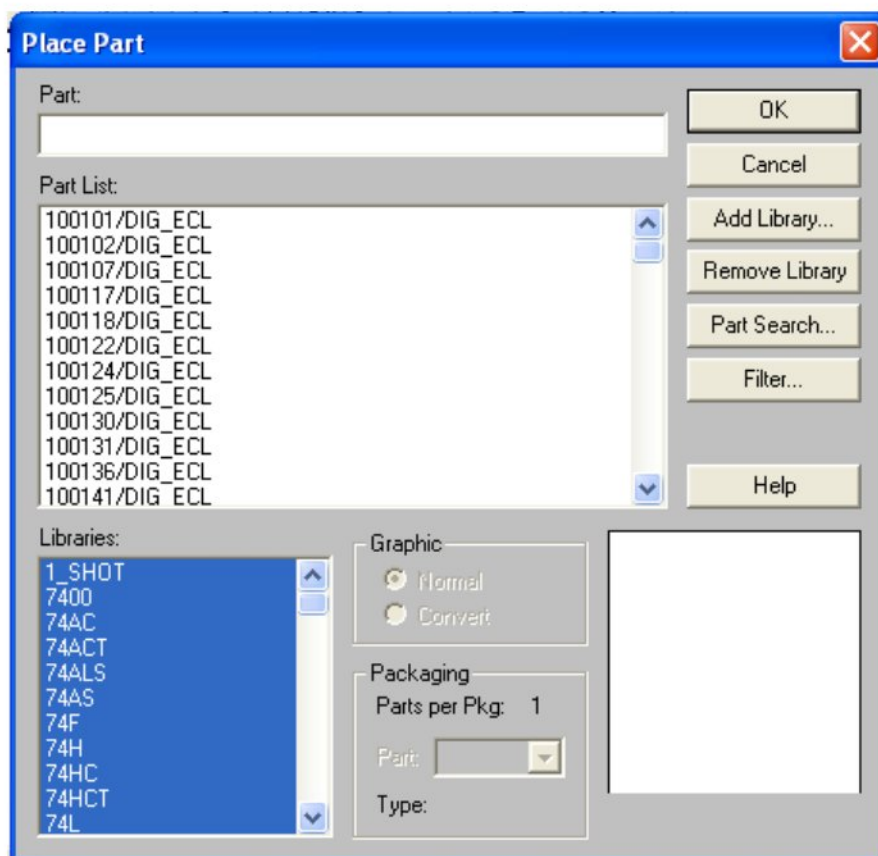 Place Part
Part:
OK
Cancel
Part List:
100101/DIG_ECL
100102/DIG_ECL
100107/DIG_ECL
100117/DIG_ECL
100118/DIG_ECL
100122/DIG_ECL
100124/DIG_ECL
100125/DIG_ECL
100130/DIG_ECL
100131/DIG_ECL
100136/DIG_ECL
100141/DIG_ECL
Add Library...
Remove Library
Part Search...
Filter...
Help
Libraries:
1_SHOT
7400
74AC
74ACT
74ALS
74AS
74F
74H
74HC
74HCT
74L
Graphic
Normal
Convert
Packaging
Parts per Pkg: 1
Part:
Type: